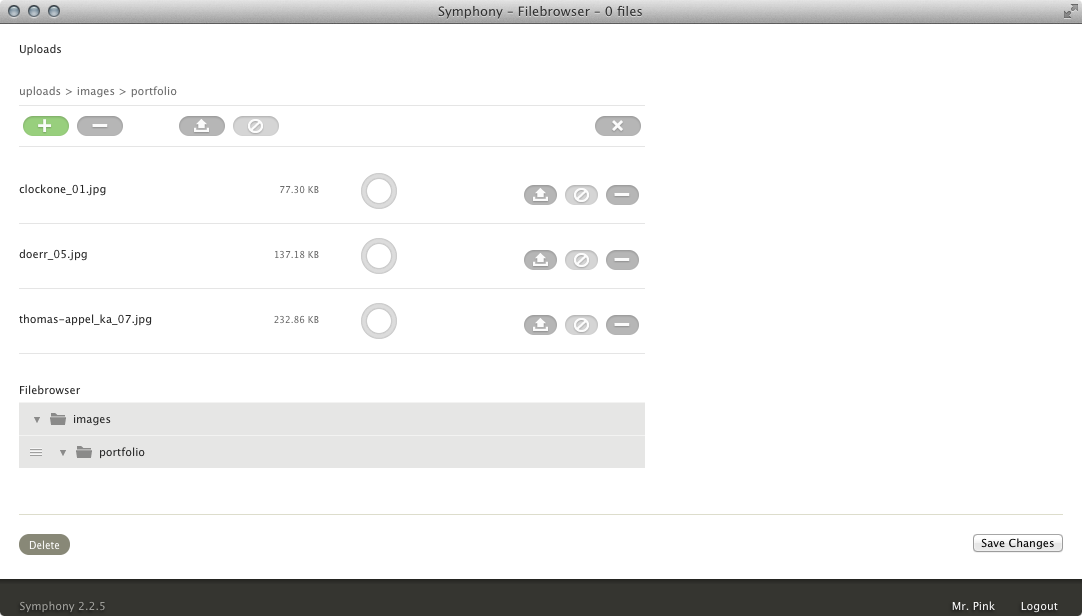 Symphony – Filebrowser – 0 files
Uploads
uploads > images > portfolio
clockone_01.jpg 77.30 KB
doerr_05.jpg 137.18 KB
thomas-appel_ka_07.jpg 232.86 KB
Filebrowser
images
portfolio
Delete Save Changes
Symphony 2.2.5 Mr. Pink Logout